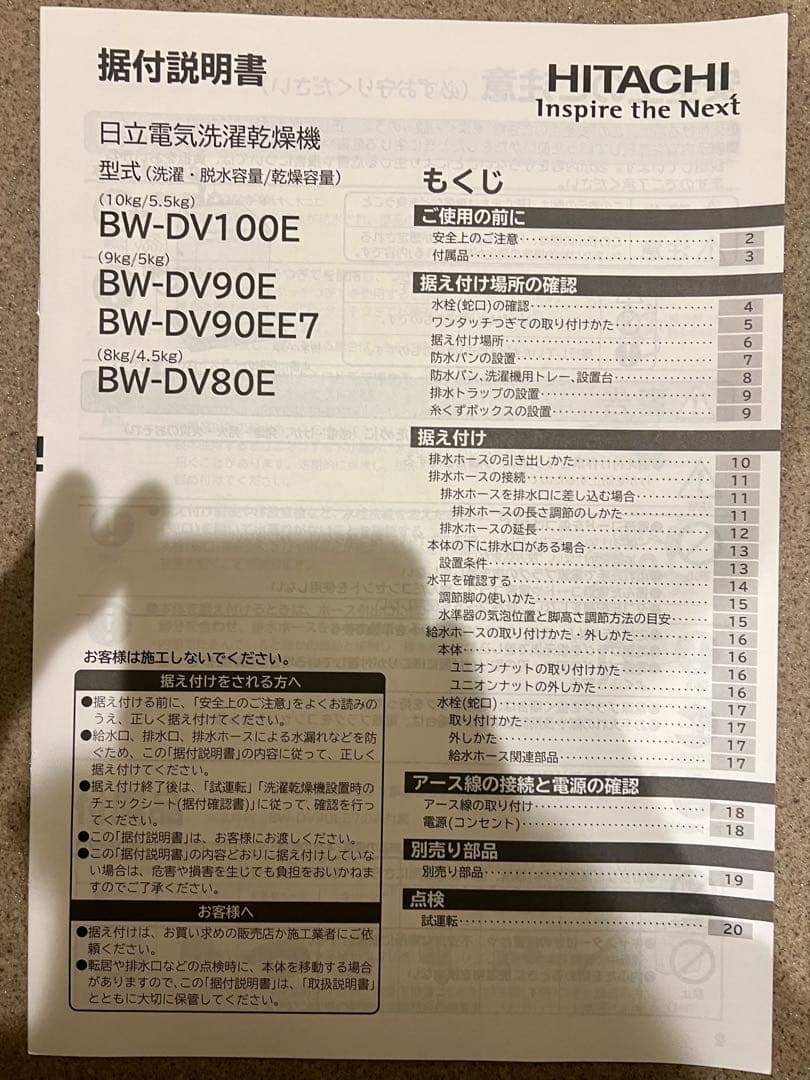 据付説明書
HITACHI
Inspire the Next
日立電気洗濯乾燥機
型式(洗濯・脱水容量/乾燥容量)
(10kg/5.5kg)
BW-DV100E
(9kg/5kg)
BW-DV90E
BW-DV90EE7
(8kg/4.5kg)
BW-DV80E
お客様は施工しないでください。
据え付けをされる方へ
●据え付ける前に、「安全上のご注意」をよくお読みの
うえ、正しく据え付けてください。
●給水口、排水口、排水ホースによる水漏れなどを防
ぐため、この「据付説明書」の内容に従って、正しく
据え付けてください。
●据え付け終了後は、「試運転」「洗濯乾燥機設置時の
チェックシート(据付確認書)」に従って、確認を行っ
てください。
●この「据付説明書」は、お客様にお渡しください。
●この「据付説明書」の内容どおりに据え付けしていな
い場合は、危害や損害を生じても負担をおいかねま
すのでご了承ください。
お客様へ
●据え付けは、お買い求めの販売店か施工業者にご依
頼ください。
●転居や排水口などの点検時に、本体を移動する場合
がありますので、この「据付説明書」は、「取扱説明書」
とともに大切に保管してください。
もくじ
ご使用の前に
安全上のご注意 2
付属品 3
据え付け場所の確認
水栓(蛇口)の確認 4
ワンタッチつぎての取り付けかた 5
据え付け場所 6
防水パンの設置 7
防水パン、洗濯機用トレー、設置台 8
排水トラップの設置 9
糸くずボックスの設置 9
据え付け
排水ホースの引き出しかた 10
排水ホースの接続 11
排水ホースを排水口に差し込む場合 11
排水ホースの長さ調節のしかた 11
排水ホースの延長 12
本体の下に排水口がある場合 13
設置条件 13
水平を確認する 14
調節脚の使いかた 15
水準器の気泡位置と脚高さ調節方法の目安 15
給水ホースの取り付けかた・外しかた 16
本体 16
ユニオンナットの取り付けかた 16
ユニオンナットの外しかた 16
水栓(蛇口) 17
取り付けかた 17
外しかた 17
給水ホース関連部品 17
アース線の接続と電源の確認
アース線の取り付け 18
電源(コンセント) 18
別売り部品
別売り部品 19
点検
試運転 20